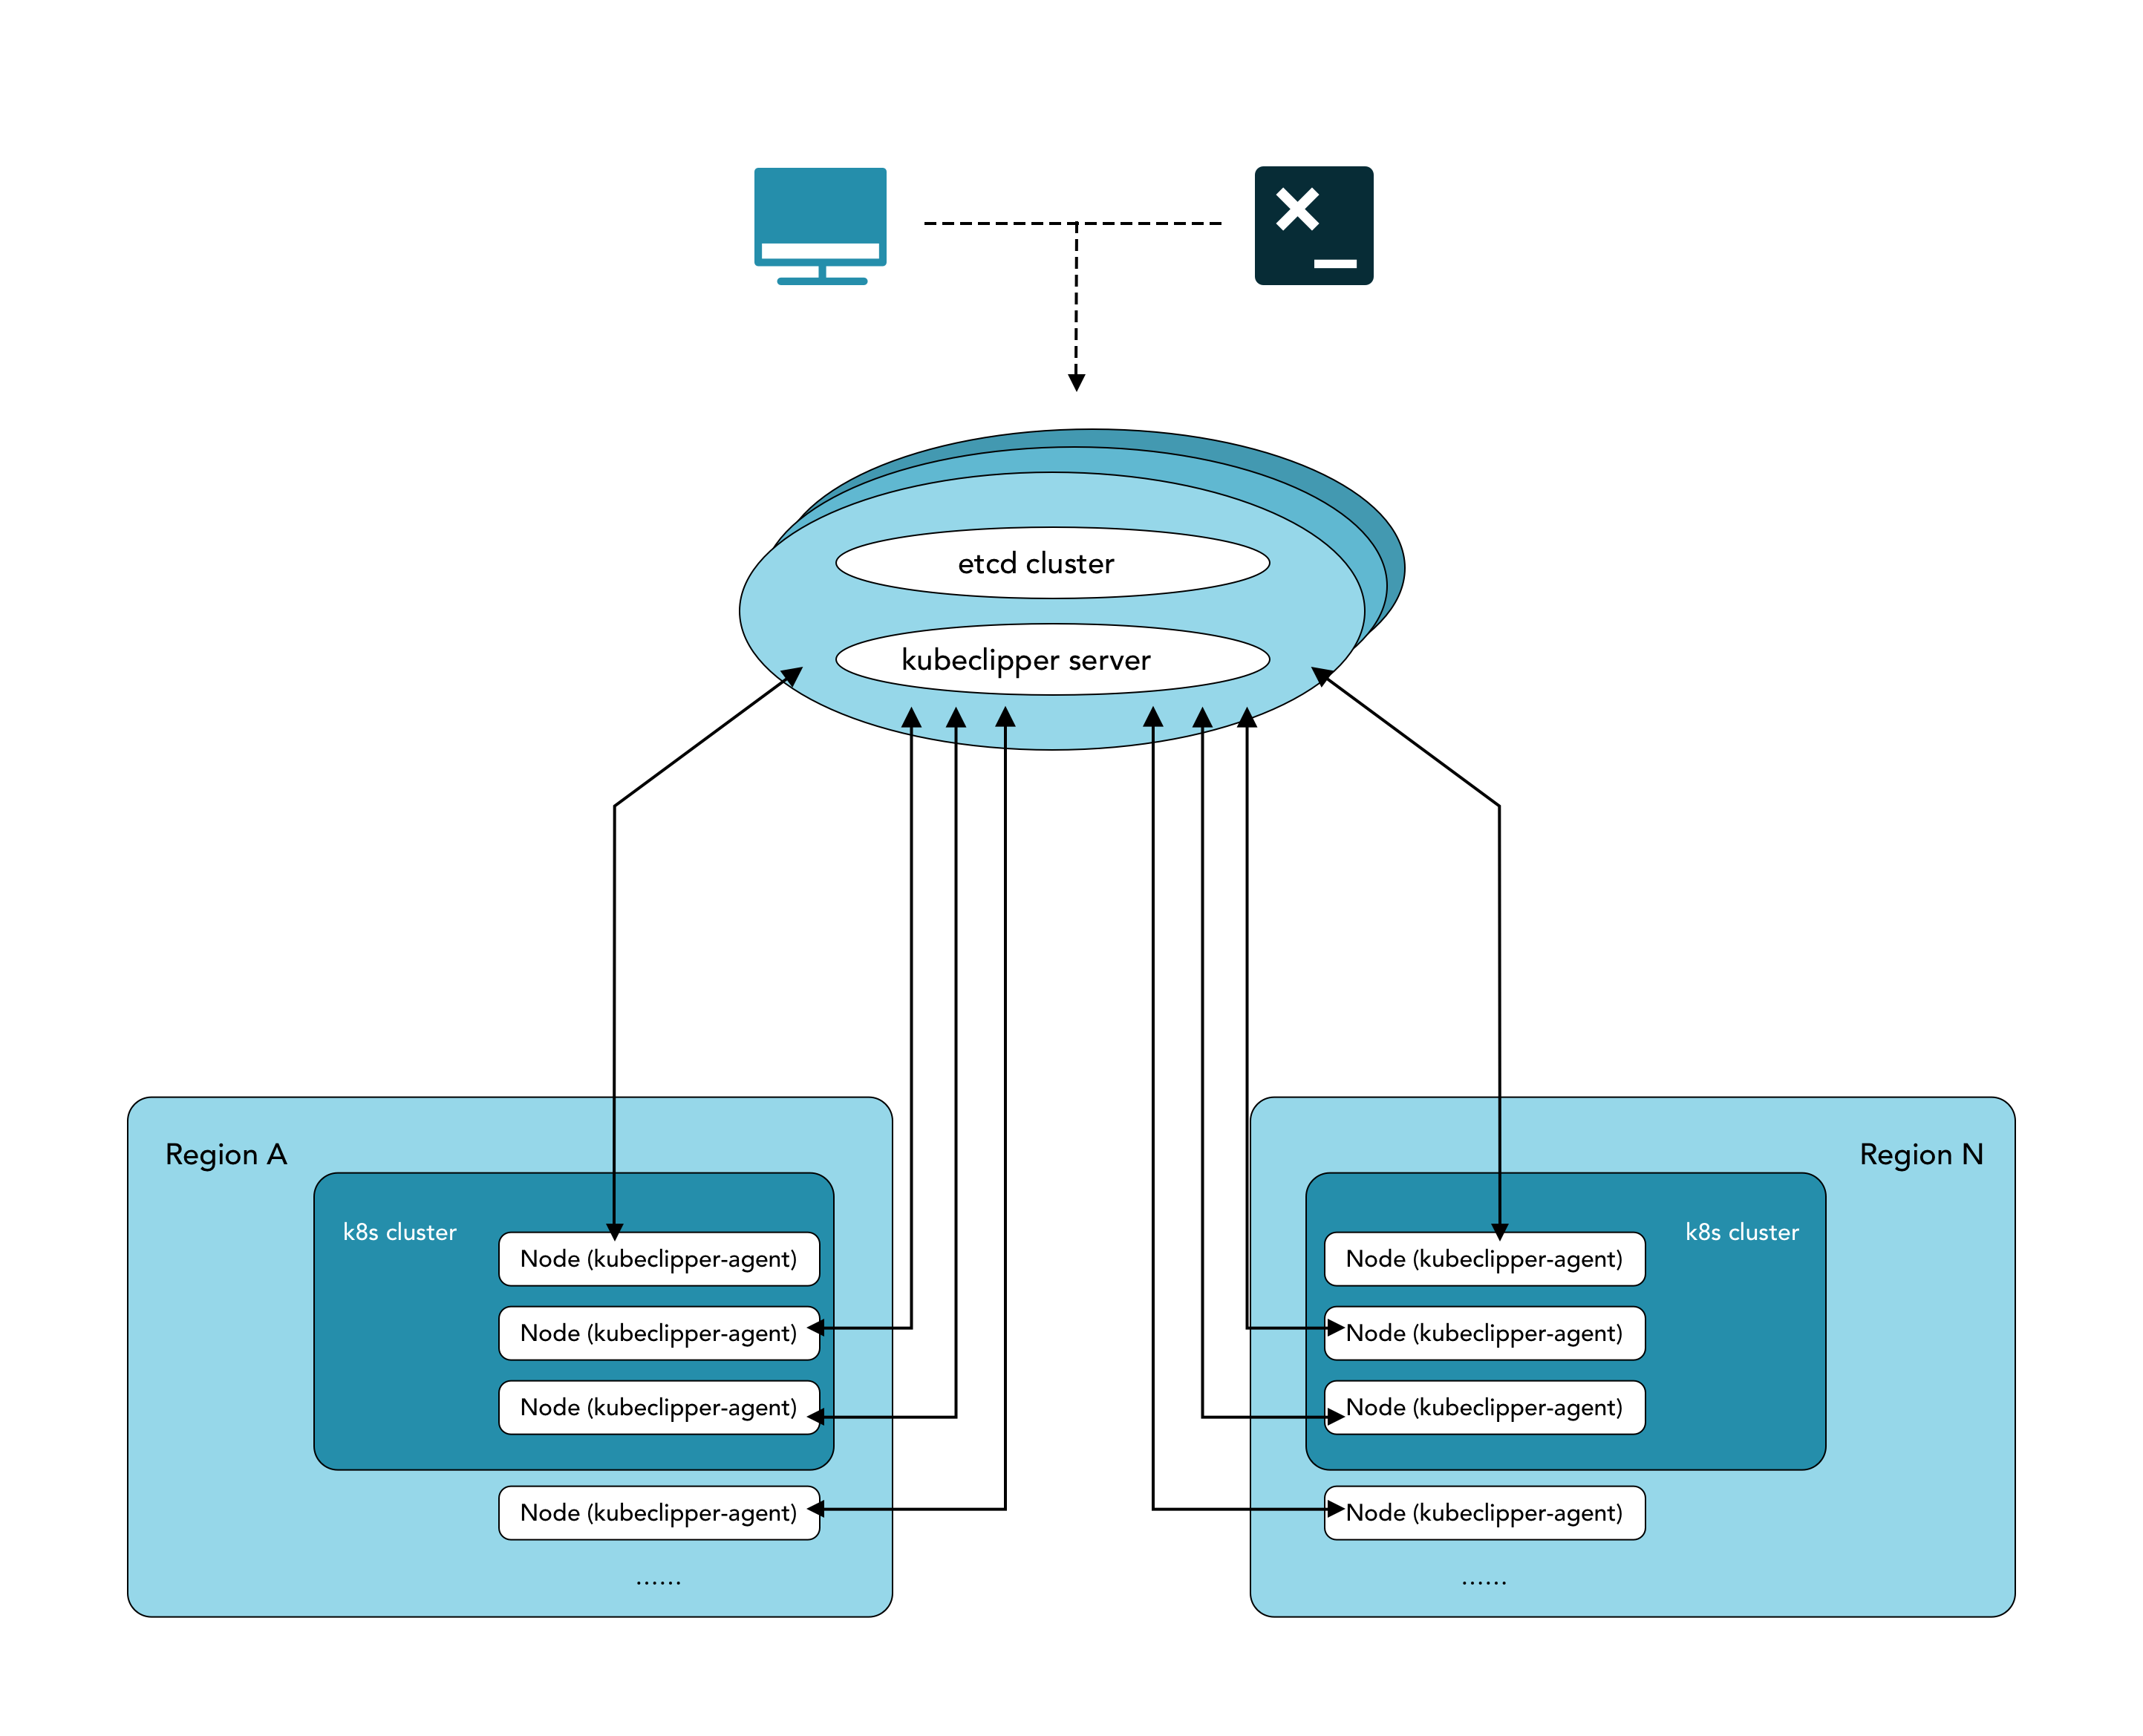 etcd cluster
kubeclipper server
Region A
k8s cluster
Node (kubeclipper-agent)
Node (kubeclipper-agent)
Node (kubeclipper-agent)
Node (kubeclipper-agent)
......
Region N
k8s cluster
Node (kubeclipper-agent)
Node (kubeclipper-agent)
Node (kubeclipper-agent)
Node (kubeclipper-agent)
......